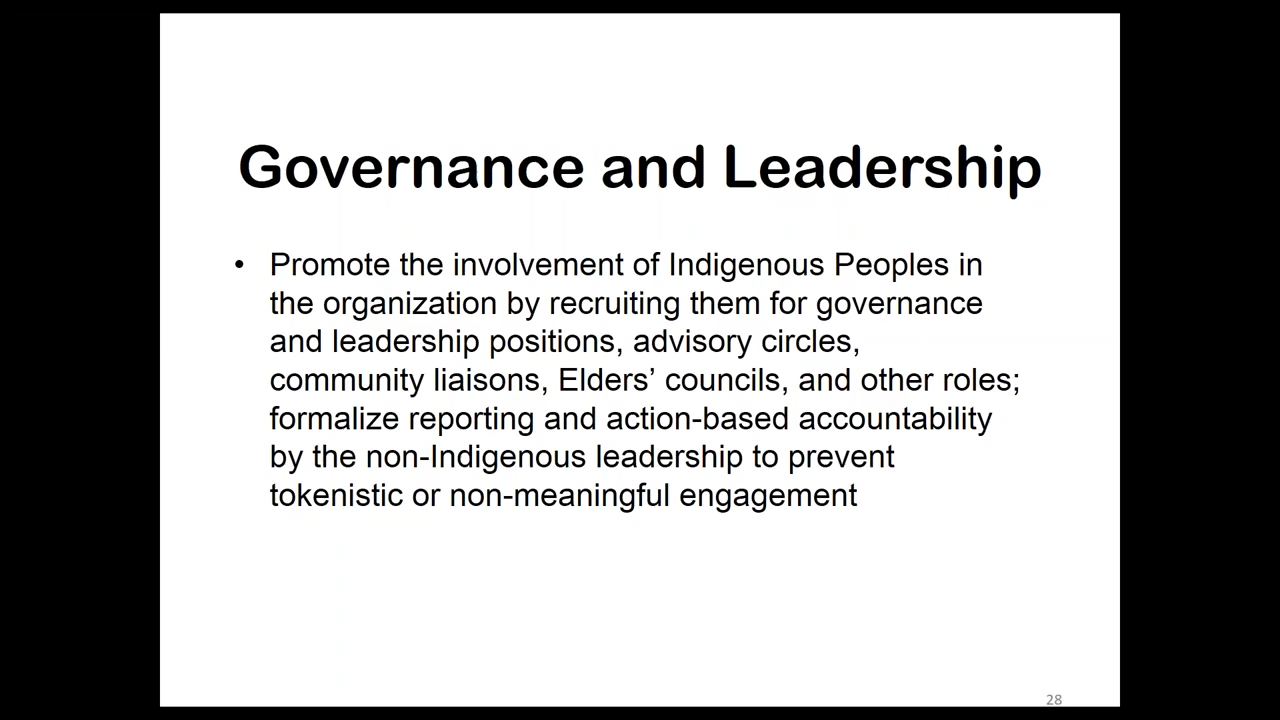 Governance and Leadership
• Promote the involvement of Indigenous Peoples in
the organization by recruiting them for governance
and leadership positions, advisory circles,
community liaisons, Elders’ councils, and other roles;
formalize reporting and action-based accountability
by the non-Indigenous leadership to prevent
tokenistic or non-meaningful engagement
28